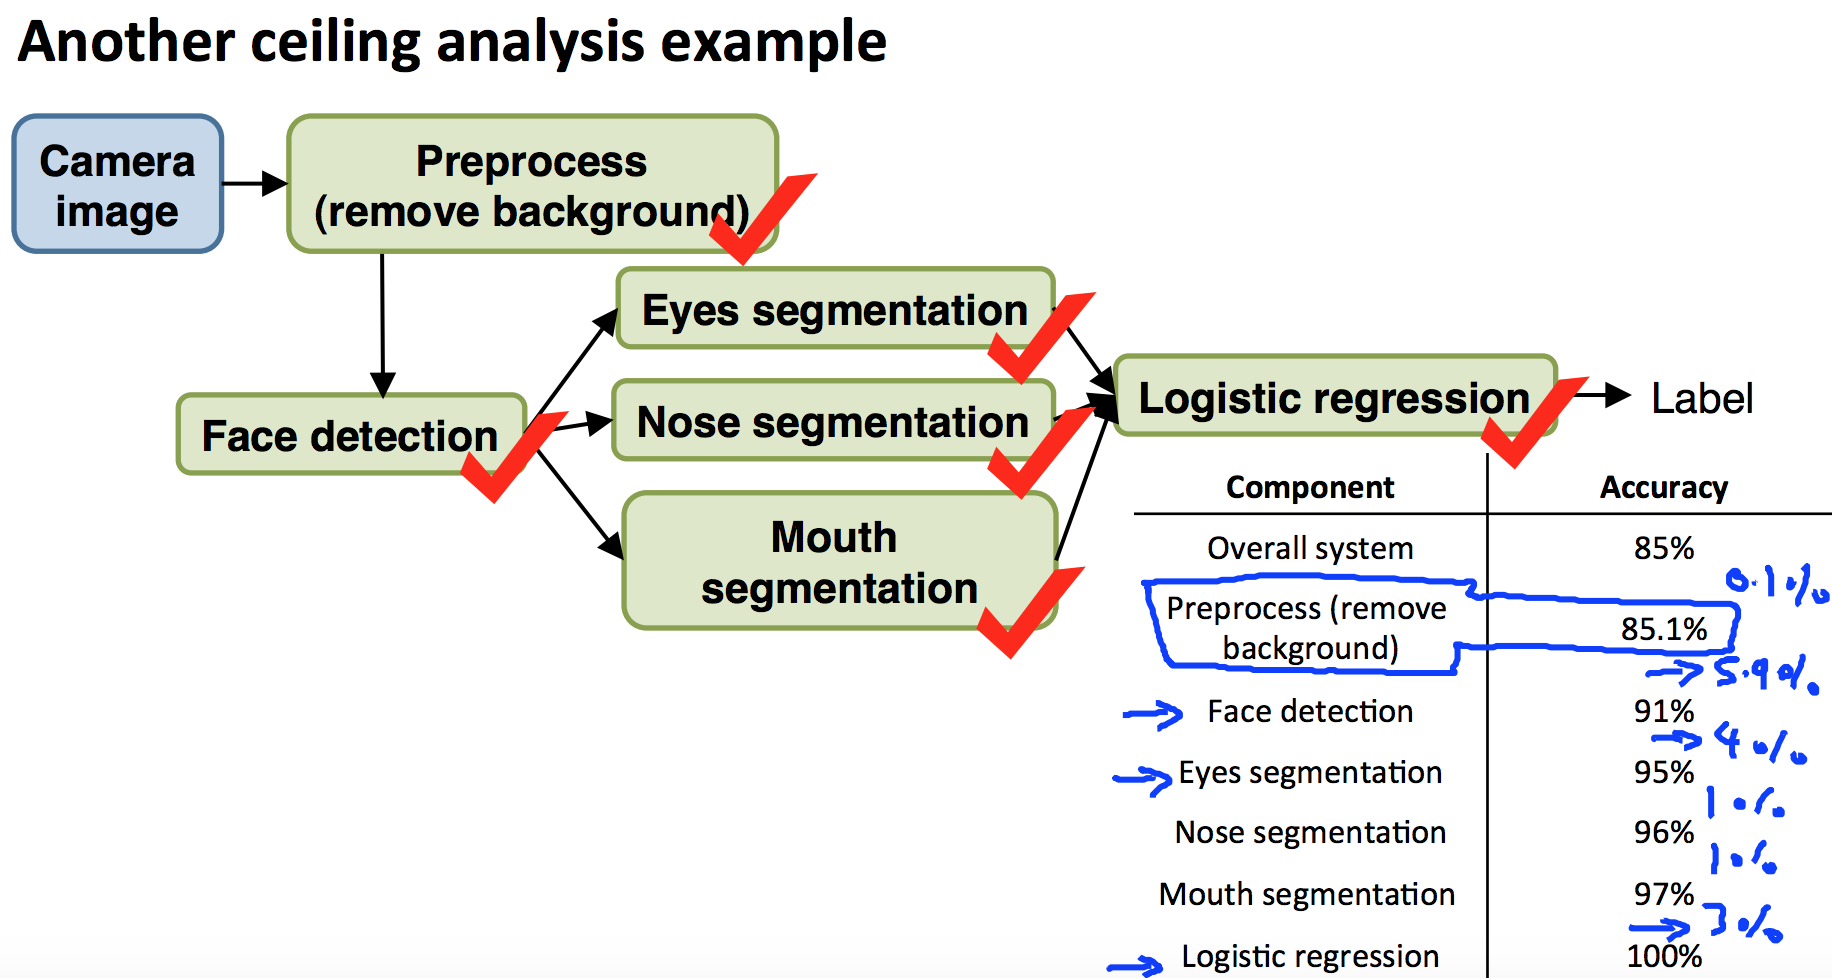 Another ceiling analysis example
Camera
image
Preprocess
(remove background)
Eyes segmentation
Face detection
Nose segmentation
Mouth
segmentation
Logistic regression
Label
Component Accuracy
Overall system 85%
0.1%
Preprocess (remove
background) 85.1%
5.9%
Face detection 91%
4%
Eyes segmentation 95%
1%
Nose segmentation 96%
1%
Mouth segmentation 97%
3%
Logistic regression 100%